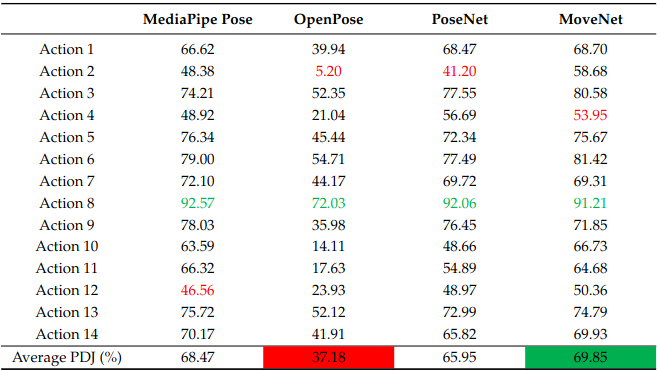 MediaPipe Pose OpenPose PoseNet MoveNet
Action 1 66.62 39.94 68.47 68.70
Action 2 48.38 5.20 41.20 58.68
Action 3 74.21 52.35 77.55 80.58
Action 4 48.92 21.04 56.69 53.95
Action 5 76.34 45.44 72.34 75.67
Action 6 79.00 54.71 77.49 81.42
Action 7 72.10 44.17 69.72 69.31
Action 8 92.57 72.03 92.06 91.21
Action 9 78.03 35.98 76.45 71.85
Action 10 63.59 14.11 48.66 66.73
Action 11 66.32 17.63 54.89 64.68
Action 12 46.56 23.93 48.97 50.36
Action 13 75.72 52.12 72.99 74.79
Action 14 70.17 41.91 65.82 69.93
Average PDJ (%) 68.47 37.18 65.95 69.85